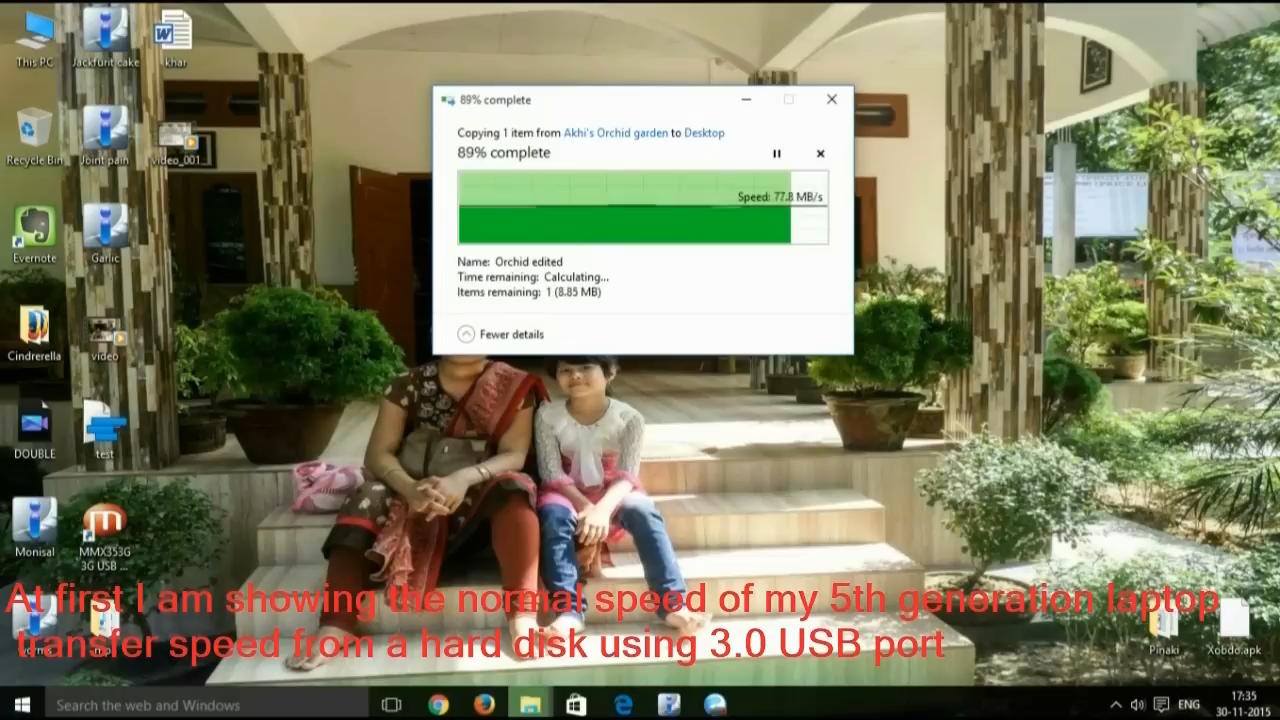 This PC
Jackfurit cake
khar
Recycle Bin
Joint pain
video_001
Evernote
Garlic
Cindrerella
video
DOUBLE
test
Monisal
MMX353G
3G USB ...
89% complete
Copying 1 item from Akhi's Orchid garden to Desktop
89% complete
Speed: 77.8 MB/s
Name: Orchid edited
Time remaining: Calculating...
Items remaining: 1 (8.85 MB)
Fewer details
At first I am showing the normal speed of my 5th generation laptop
transfer speed from a hard disk using 3.0 USB port
Pinaki
Xobdo.apk
Search the web and Windows
ENG
17:35
30-11-2015